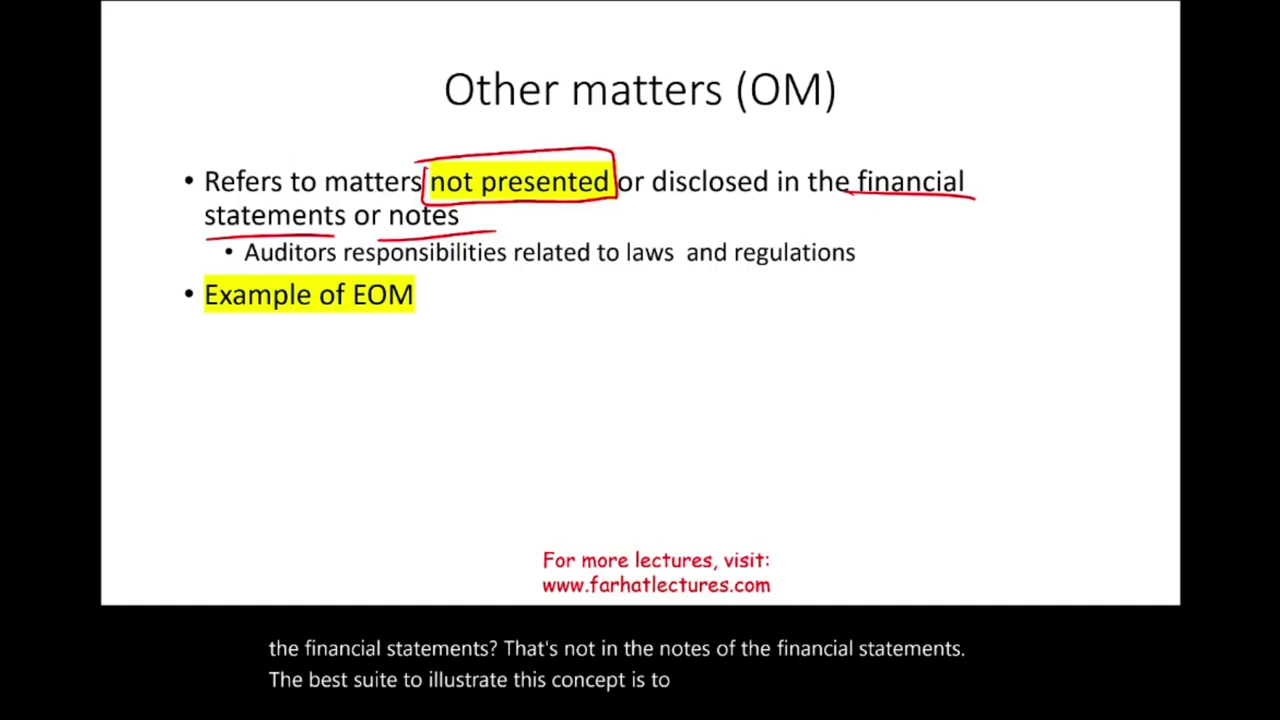 Other matters (OM)
• Refers to matters not presented or disclosed in the financial
statements or notes
• Auditors responsibilities related to laws and regulations
• Example of EOM
For more lectures, visit:
www.farhatlectures.com
the financial statements? That's not in the notes of the financial statements.
The best suite to illustrate this concept is to